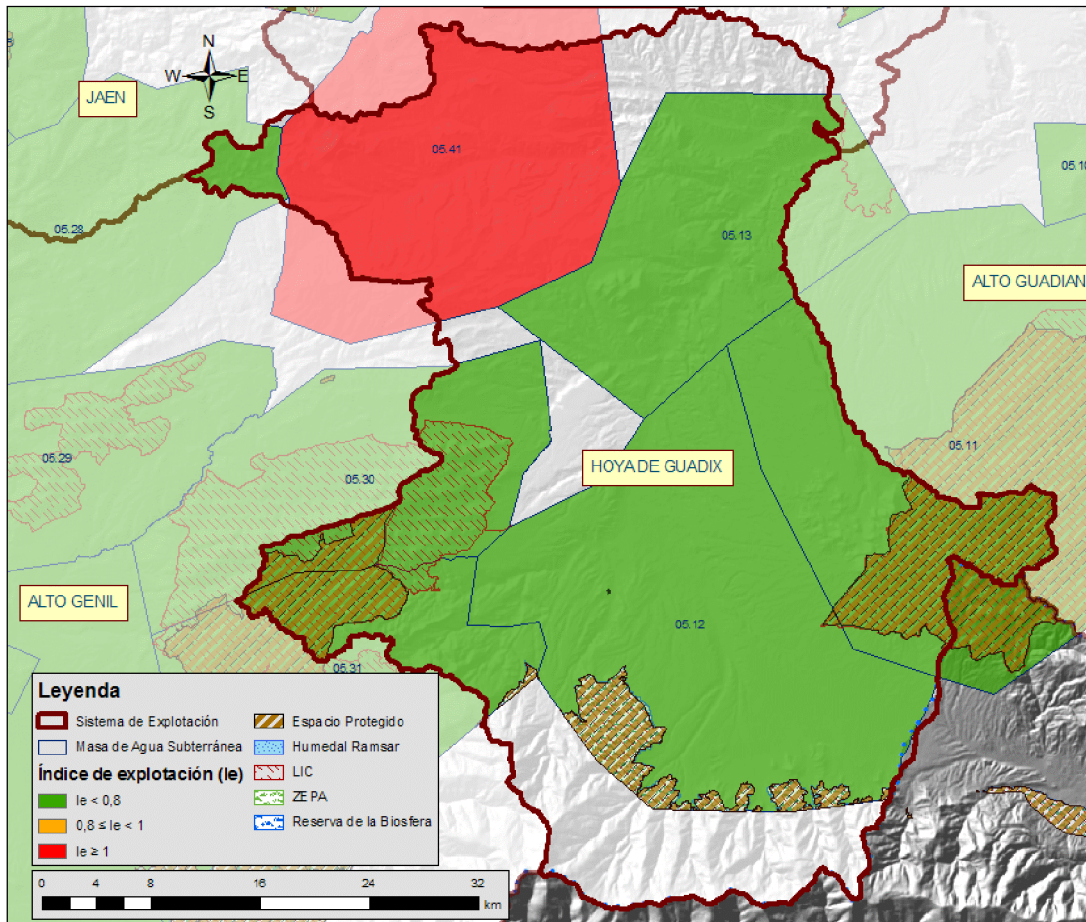 N
W E
S
JAEN
05.41
05.10
05.28
05.13
ALTO GUADIAN
05.11
05.29
05.30
HOYA DE GUADIX
ALTO GENIL
05.12
05.31
Leyenda
Sistema de Explotación
Masa de Agua Subterránea
Índice de explotación (Ie)
Ie < 0,8
0,8 ≤ Ie < 1
Ie ≥ 1
Espacio Protegido
Humedal Ramsar
LIC
ZEPA
Reserva de la Biosfera
0 4 8 16 24 32
km